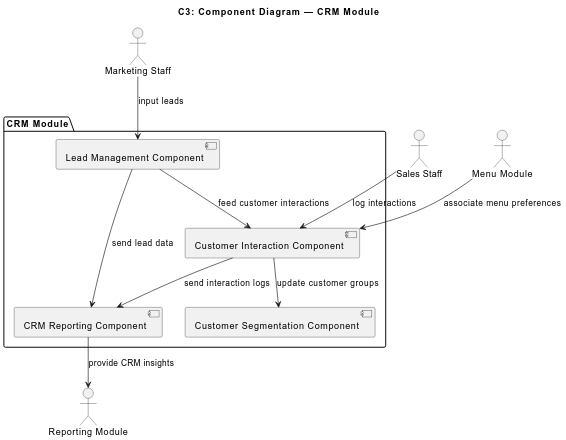 C3: Component Diagram — CRM Module
Marketing Staff
input leads
CRM Module
Lead Management Component
Sales Staff
Menu Module
feed customer interactions
log interactions
associate menu preferences
send lead data
Customer Interaction Component
send interaction logs
update customer groups
CRM Reporting Component
Customer Segmentation Component
provide CRM insights
Reporting Module